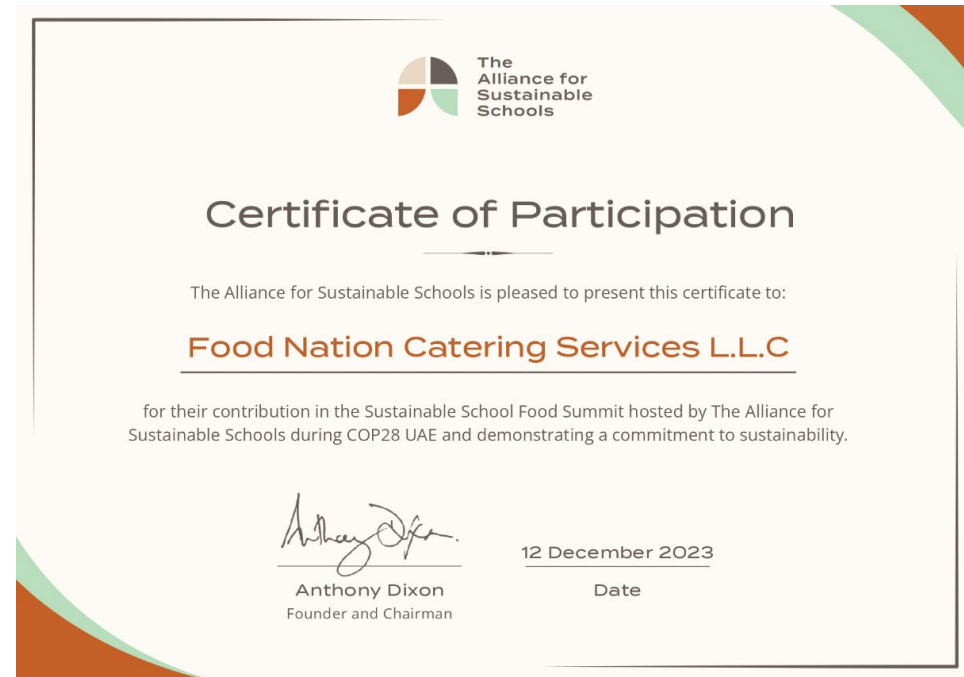 The
Alliance for
Sustainable
Schools
Certificate of Participation
The Alliance for Sustainable Schools is pleased to present this certificate to:
Food Nation Catering Services L.L.C
for their contribution in the Sustainable School Food Summit hosted by The Alliance for
Sustainable Schools during COP28 UAE and demonstrating a commitment to sustainability.
Anthony Dixon
12 December 2023
Anthony Dixon
Date
Founder and Chairman